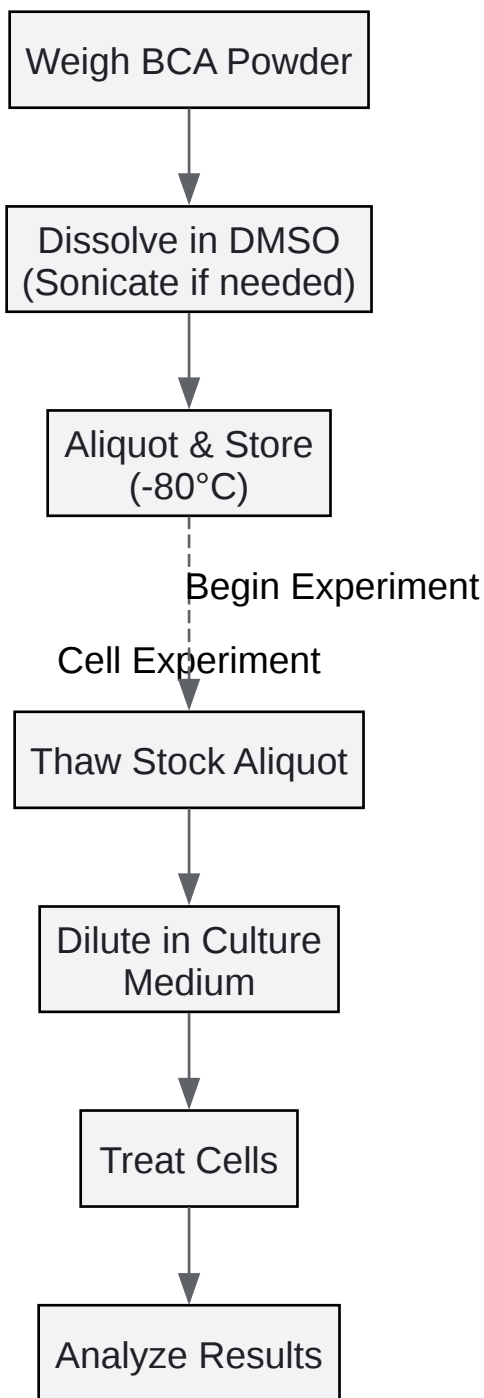 Weigh BCA Powder
Dissolve in DMSO
(Sonicate if needed)
Aliquot & Store
(-80°C)
Begin Experiment
Cell Experiment
Thaw Stock Aliquot
Dilute in Culture
Medium
Treat Cells
Analyze Results